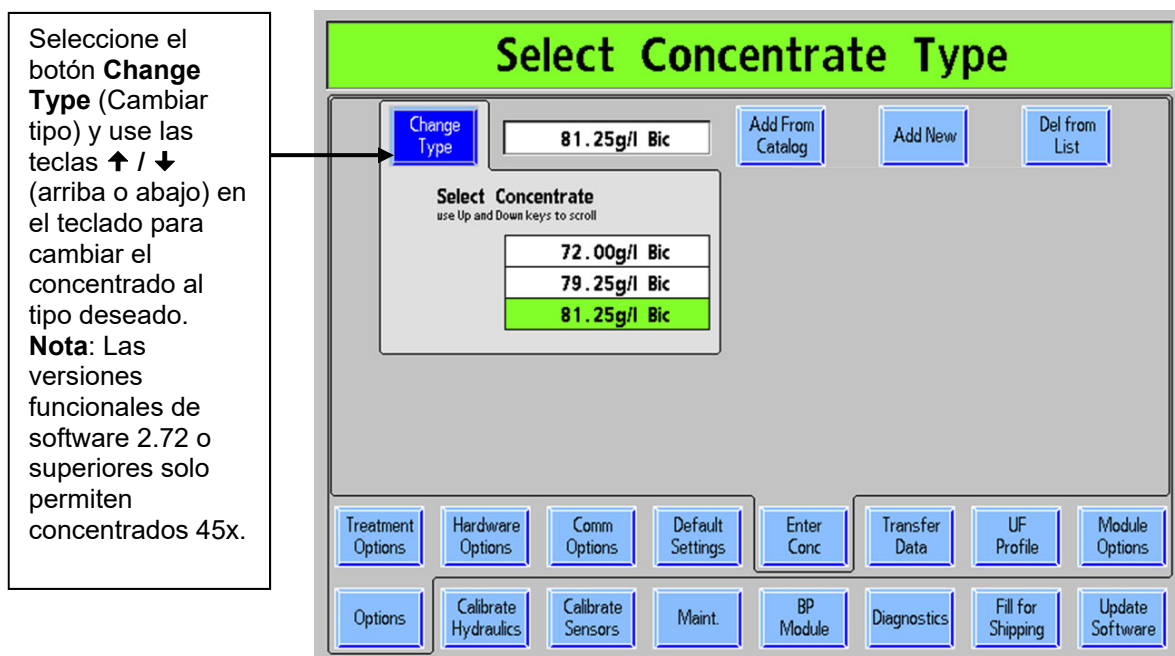 Seleccione el
botón Change
Type (Cambiar
tipo) y use las
teclas ↑ / ↓
(arriba o abajo) en
el teclado para
cambiar el
concentrado al
tipo deseado.
Nota: Las
versiones
funcionales de
software 2.72 o
superiores solo
permiten
concentrados 45x.
Select Concentrate Type
Change
Type
81.25g/l Bic
Add From
Catalog
Add New
Del from
List
Select Concentrate
use Up and Down keys to scroll
72.00g/l Bic
79.25g/l Bic
81.25g/l Bic
Treatment
Options
Hardware
Options
Comm
Options
Default
Settings
Enter
Conc
Transfer
Data
UF
Profile
Module
Options
Options
Calibrate
Hydraulics
Calibrate
Sensors
Maint.
BP
Module
Diagnostics
Fill for
Shipping
Update
Software